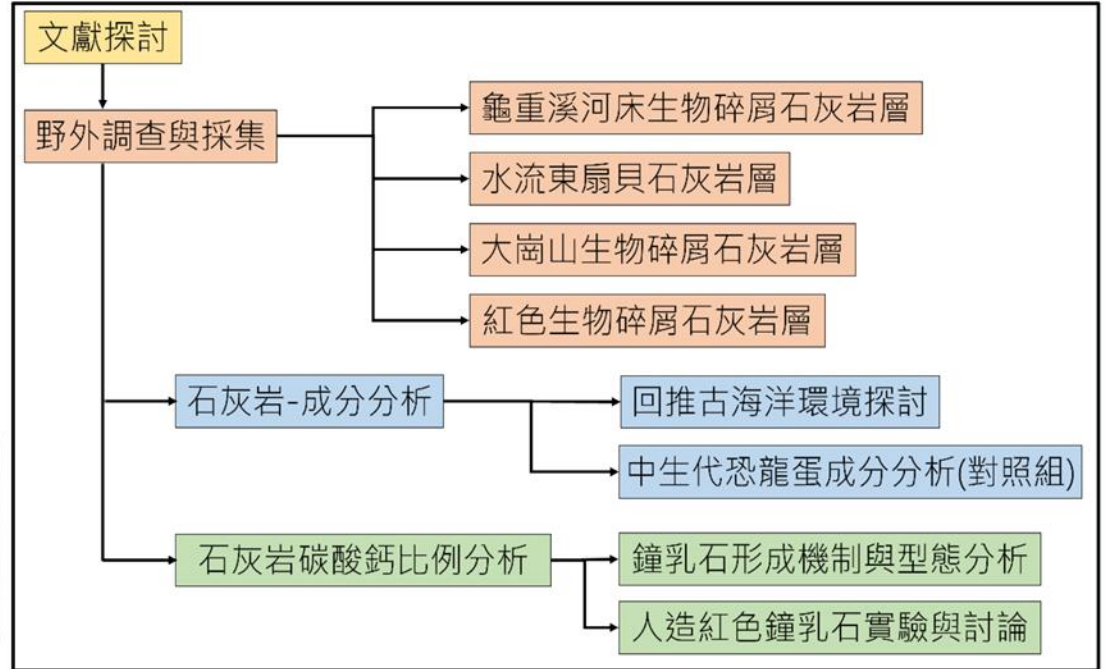 文獻探討
野外調查與採集
龜重溪河床生物碎屑石灰岩層
水流東扇貝石灰岩層
大崗山生物碎屑石灰岩層
紅色生物碎屑石灰岩層
石灰岩-成分分析
回推古海洋環境探討
中生代恐龍蛋成分分析(對照組)
石灰岩碳酸鈣比例分析
鐘乳石形成機制與型態分析
人造紅色鐘乳石實驗與討論